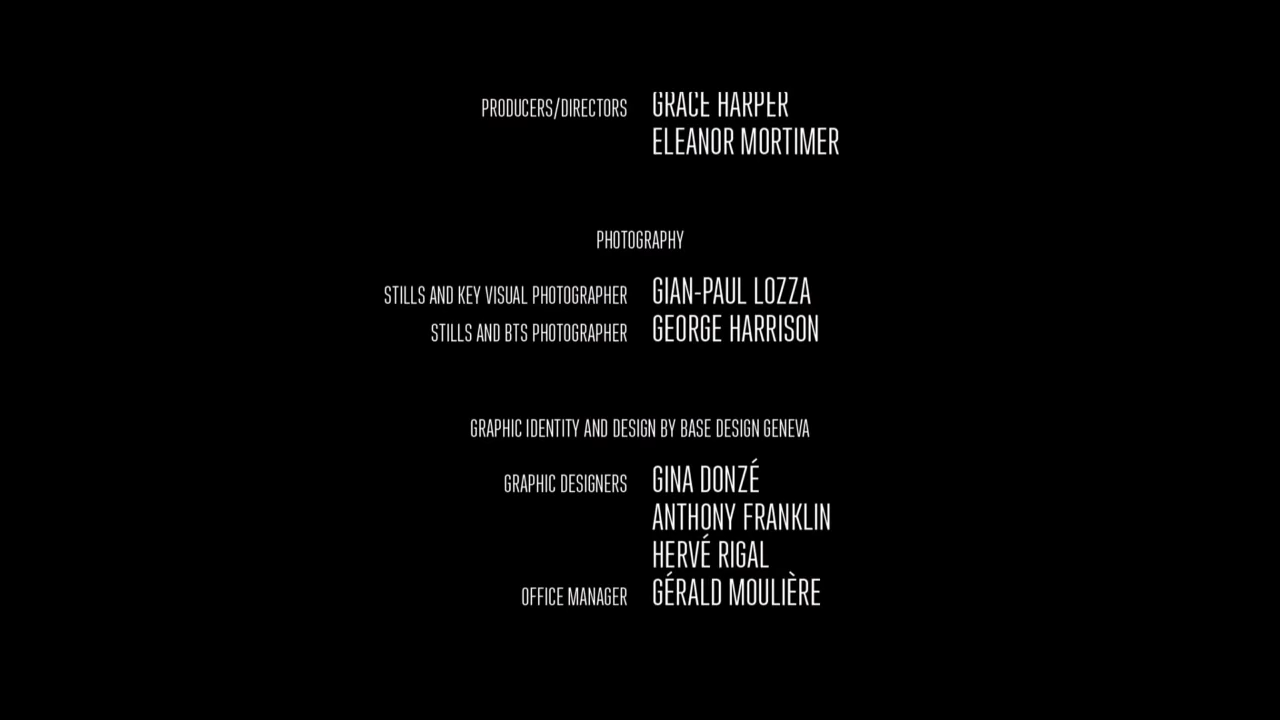 PRODUCERS/DIRECTORS GRACE HARPER
ELEANOR MORTIMER
PHOTOGRAPHY
STILLS AND KEY VISUAL PHOTOGRAPHER GIAN-PAUL LOZZA
STILLS AND BTS PHOTOGRAPHER GEORGE HARRISON
GRAPHIC IDENTITY AND DESIGN BY BASE DESIGN GENEVA
GRAPHIC DESIGNERS GINA DONZÉ
ANTHONY FRANKLIN
HERVÉ RIGAL
OFFICE MANAGER GÉRALD MOULIÈRE